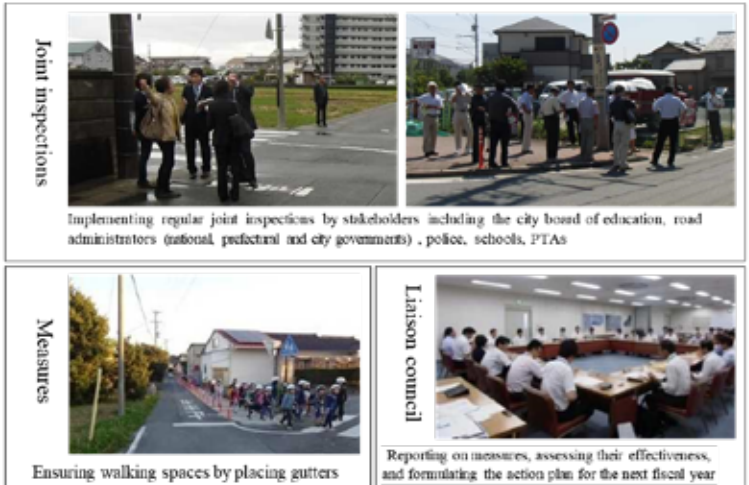 Joint inspections
Implementing regular joint inspections by stakeholders including the city board of education, road
administrators (national, prefectural and city governments) , police, schools, PTAs
Measures
Ensuring walking spaces by placing gutters
Liaison council
Reporting on measures, assessing their effectiveness,
and formulating the action plan for the next fiscal year